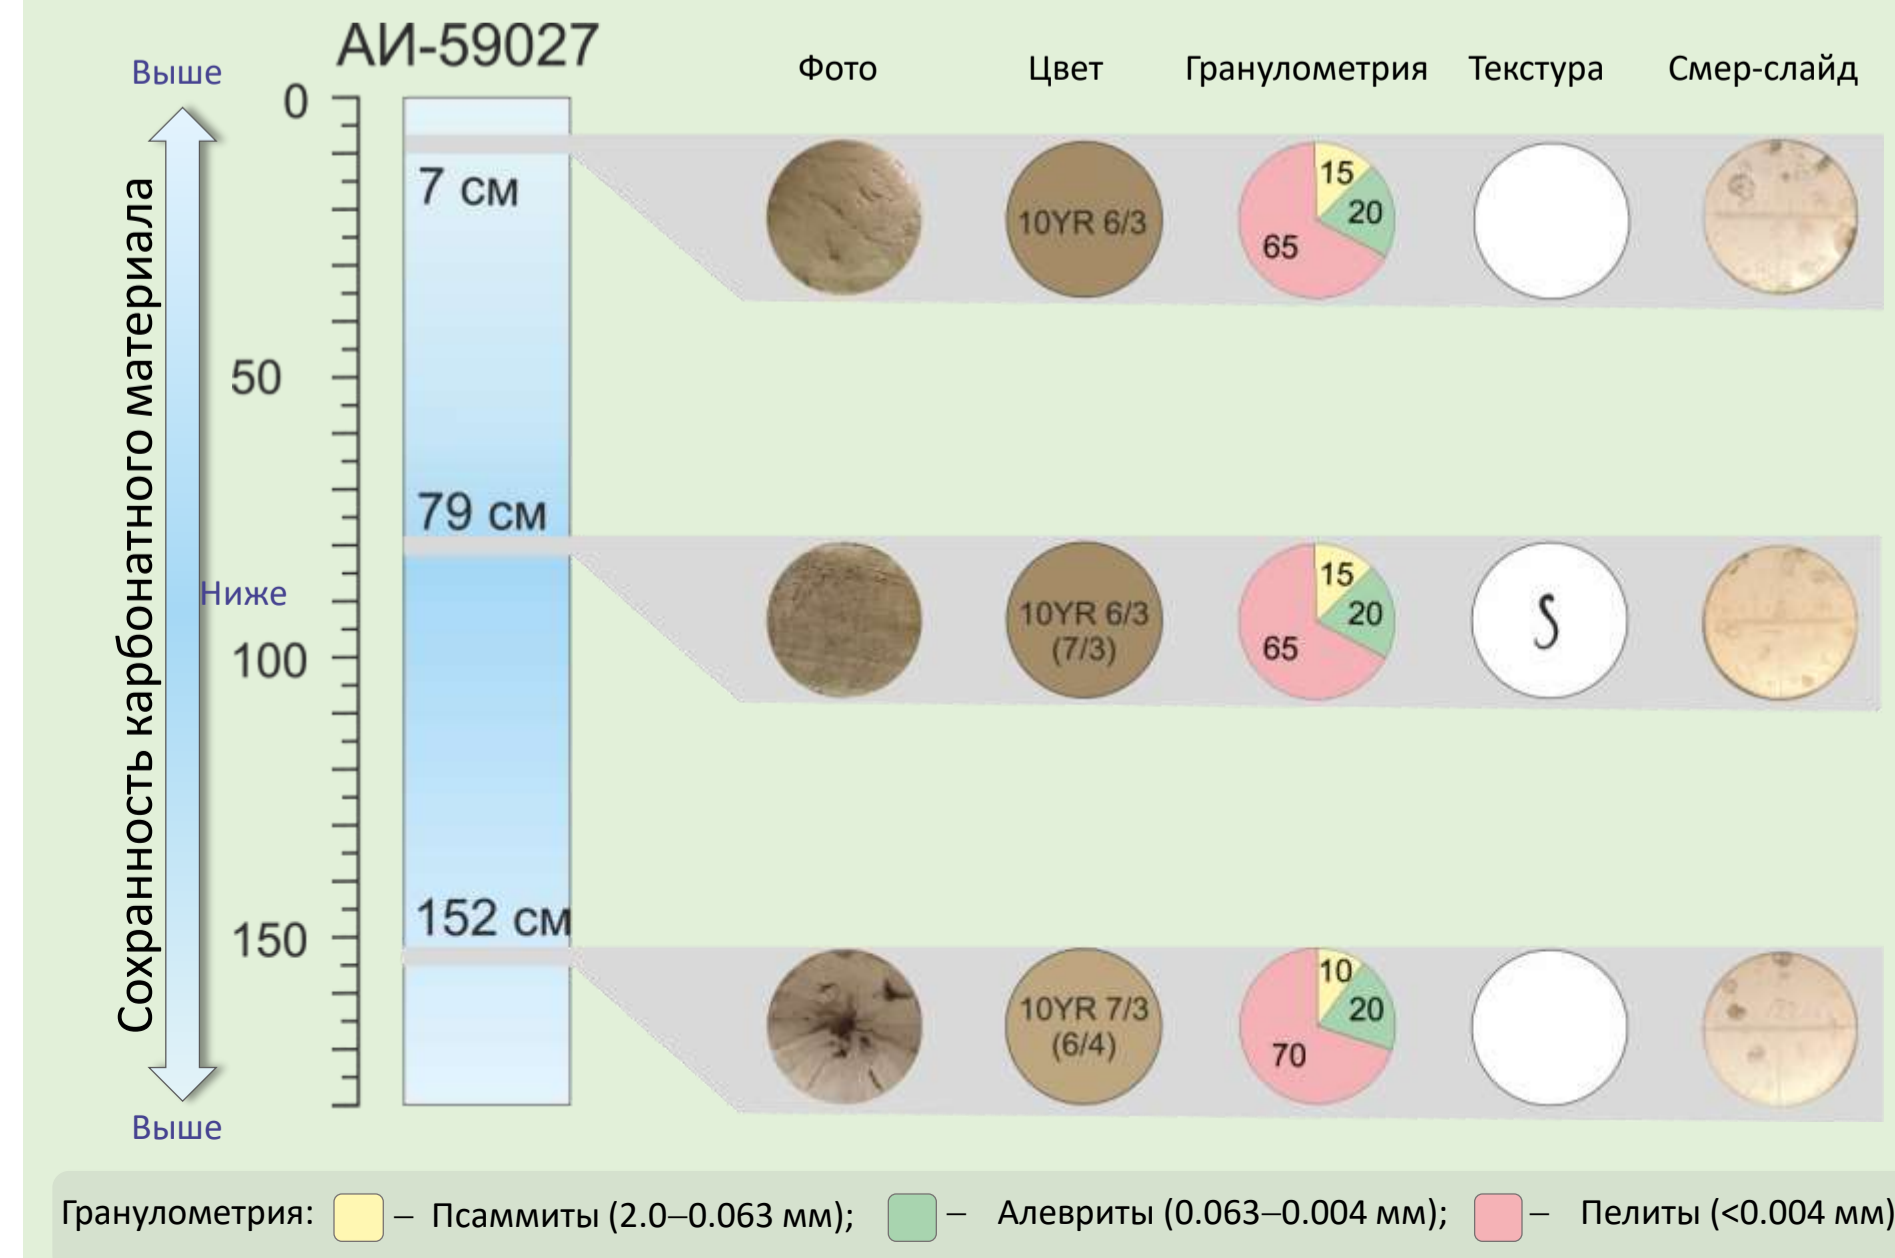 АИ-59027
Выше
Фото
Цвет
Гранулометрия
Текстура
Смер-слайд
Сохранность карбонатного материала
Ниже
Выше
0
50
100
150
7 см
10YR 6/3
15
20
65
79 см
10YR 6/3
(7/3)
15
20
65
S
152 см
10YR 7/3
(6/4)
10
20
70
Гранулометрия: – Псаммиты (2.0–0.063 мм); – Алевриты (0.063–0.004 мм); – Пелиты (<0.004 мм)